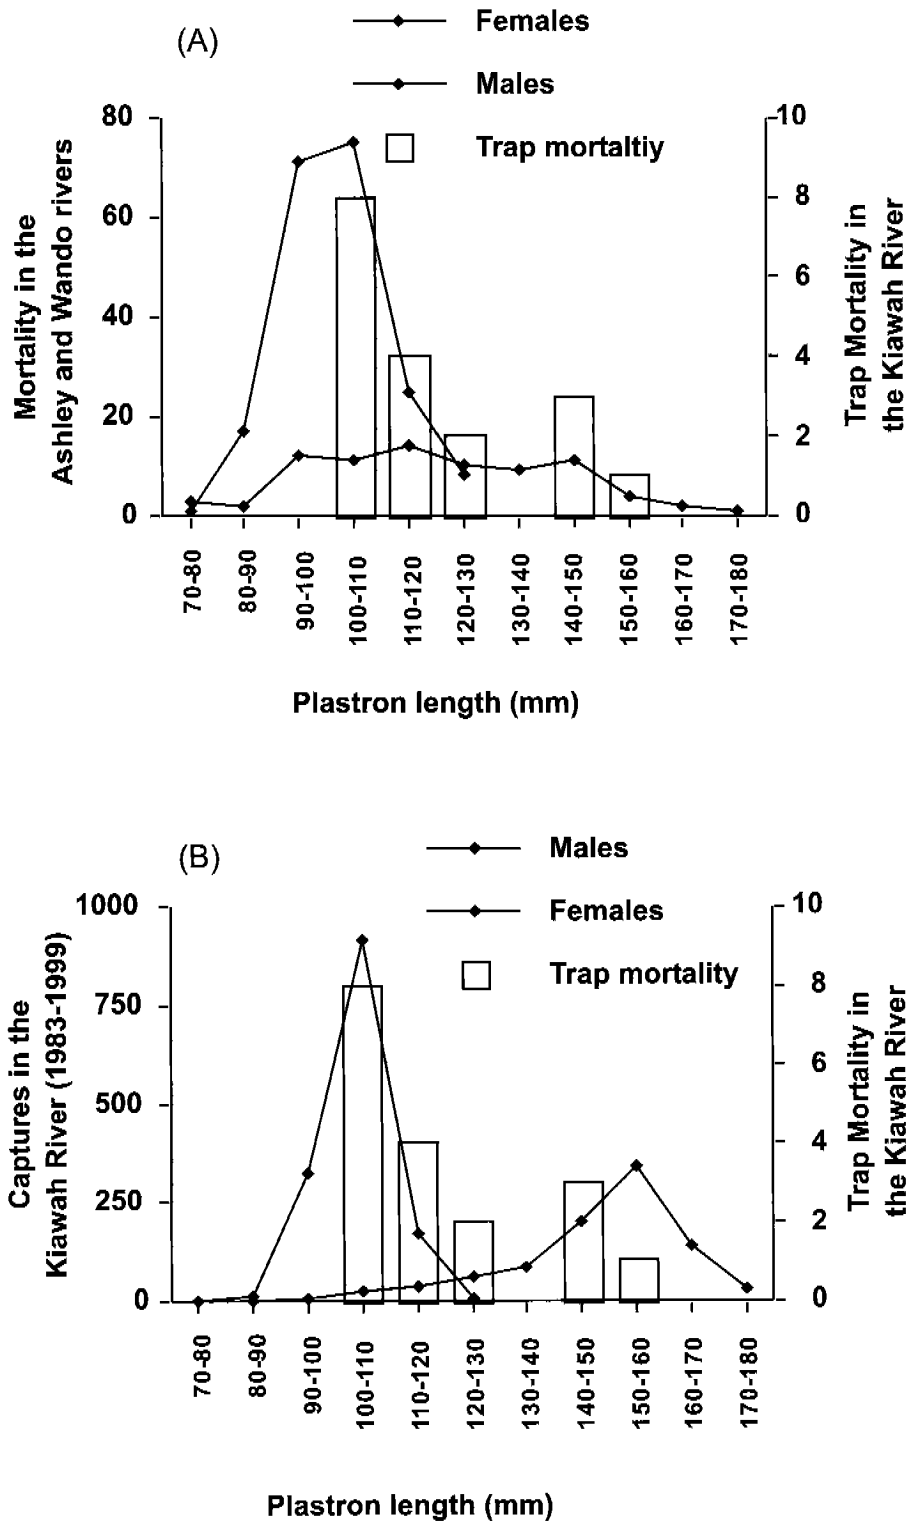 (A)
Females
Males
Trap mortaltiy
Mortality in the
Ashley and Wando rivers
80
60
40
20
0
10
8
6
4
2
0
Trap Mortality in
the Kiawah River
70-80
80-90
90-100
100-110
110-120
120-130
130-140
140-150
150-160
160-170
170-180
Plastron length (mm)
(B)
Males
Females
Trap mortality
Captures in the
Kiawah River (1983-1999)
1000
750
500
250
0
10
8
6
4
2
0
Trap Mortality in
the Kiawah River
70-80
80-90
90-100
100-110
110-120
120-130
130-140
140-150
150-160
160-170
170-180
Plastron length (mm)